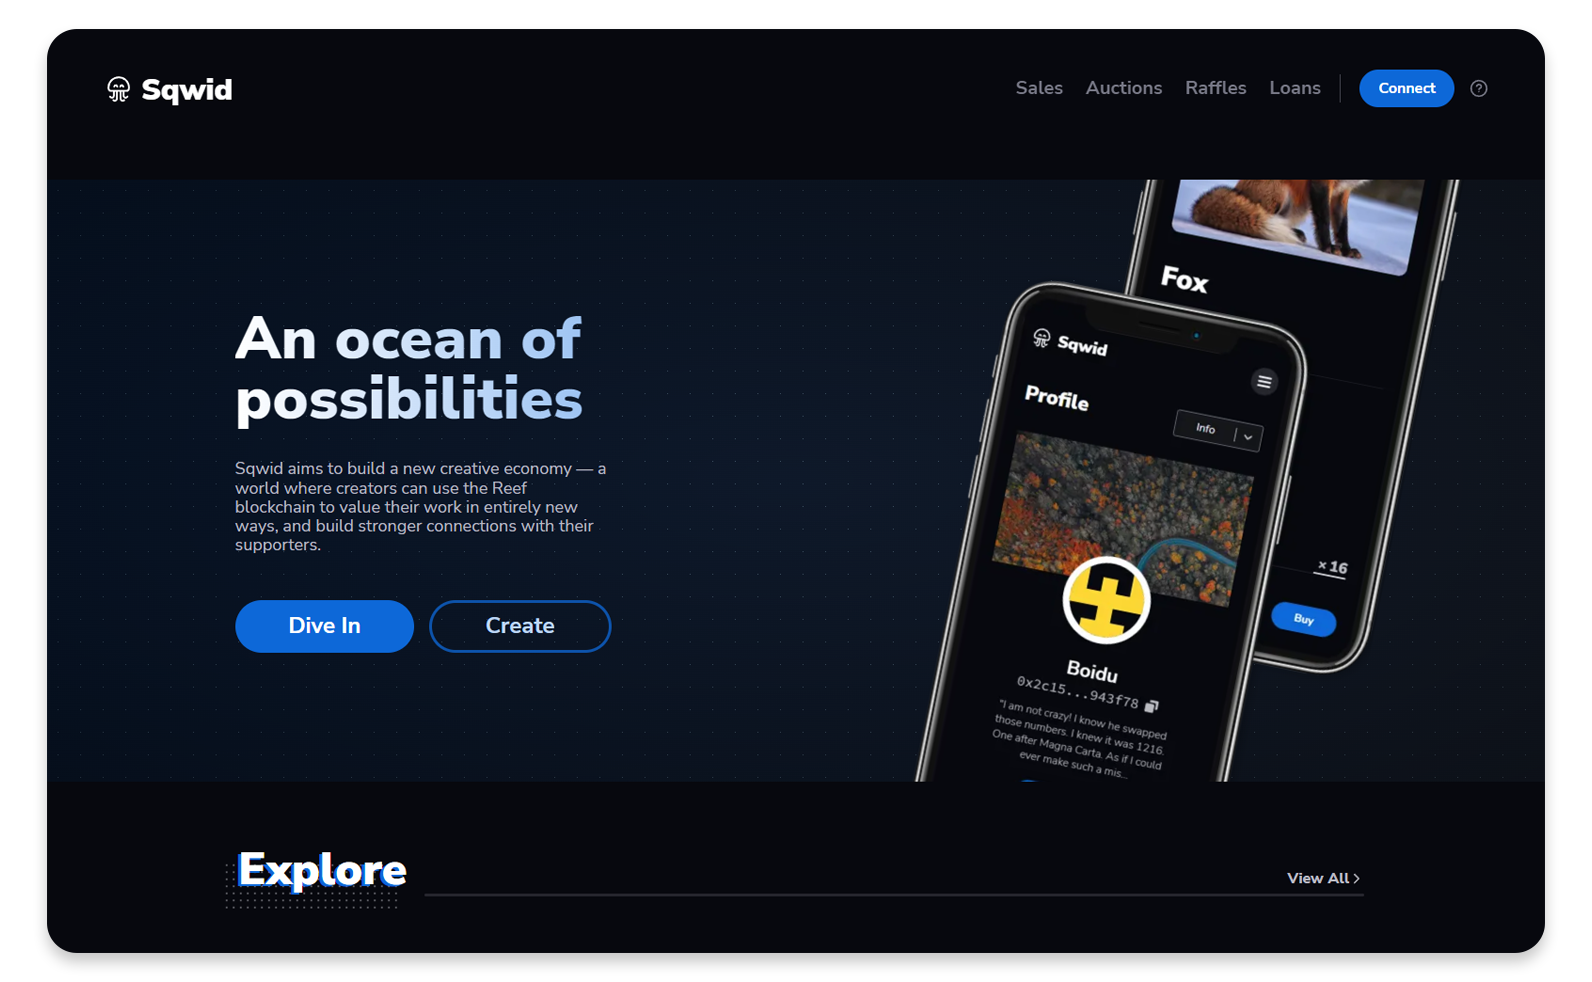 Sqwid
Sales
Auctions
Raffles
Loans
Connect
?
An ocean of
possibilities
Sqwid aims to build a new creative economy — a
world where creators can use the Reef
blockchain to value their work in entirely new
ways, and build stronger connections with their
supporters.
Dive In
Create
Fox
× 16
Buy
Sqwid
Profile
Info
Boidu
0x2c15...943f78
"I am not crazy! I know he swapped
those numbers. I knew it was 1216.
One after Magna Carta. As if I could
ever make such a mis...
Explore
View All